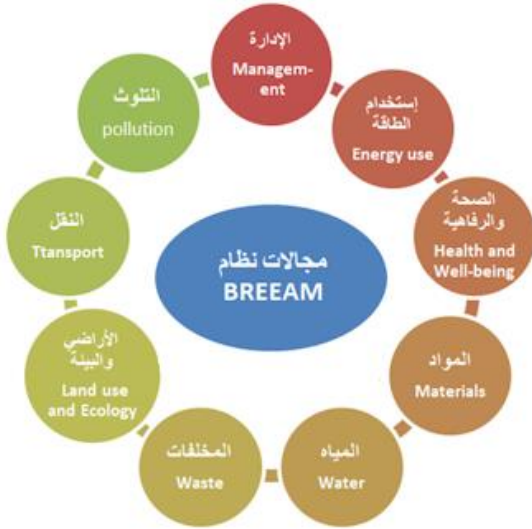 الإدارة
Managem-
ent
إستخدام
الطاقة
Energy use
الصحة
والرفاهية
Health and
Well-being
المواد
Materials
المياه
Water
المخلفات
Waste
الأراضي
والبيئة
Land use
and Ecology
النقل
Ttansport
التلوث
pollution
مجالات نظام
BREEAM